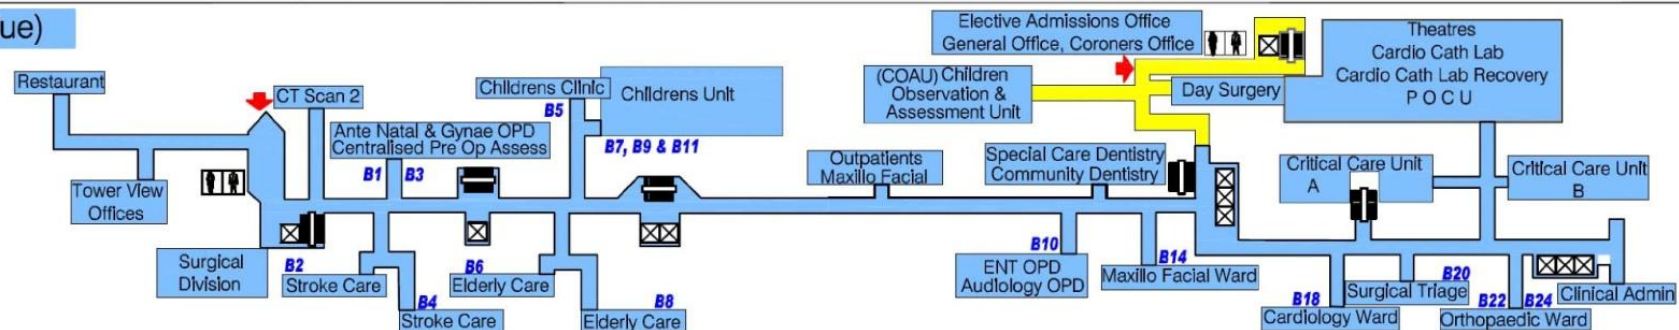 ue)
Restaurant
Tower View
Offices
CT Scan 2
Surgical
Division
Ante Natal & Gynae OPD
Centralised Pre Op Assess
B1
B3
B2
Stroke Care
B4
Stroke Care
Childrens Clinic
B5
Childrens Unit
B7, B9 & B11
B6
Elderly Care
B8
Elderly Care
Outpatients
Maxillo Facial
Elective Admissions Office
General Office, Coroners Office
(COAU) Children
Observation &
Assessment Unit
Day Surgery
Theatres
Cardio Cath Lab
Cardio Cath Lab Recovery
P O C U
Special Care Dentistry
Community Dentistry
B10
ENT OPD
Audiology OPD
B14
Maxillo Facial Ward
Critical Care Unit
A
Critical Care Unit
B
B18
Cardiology Ward
B20
Surgical Triage
B22
B24
Orthopaedic Ward
Clinical Admin